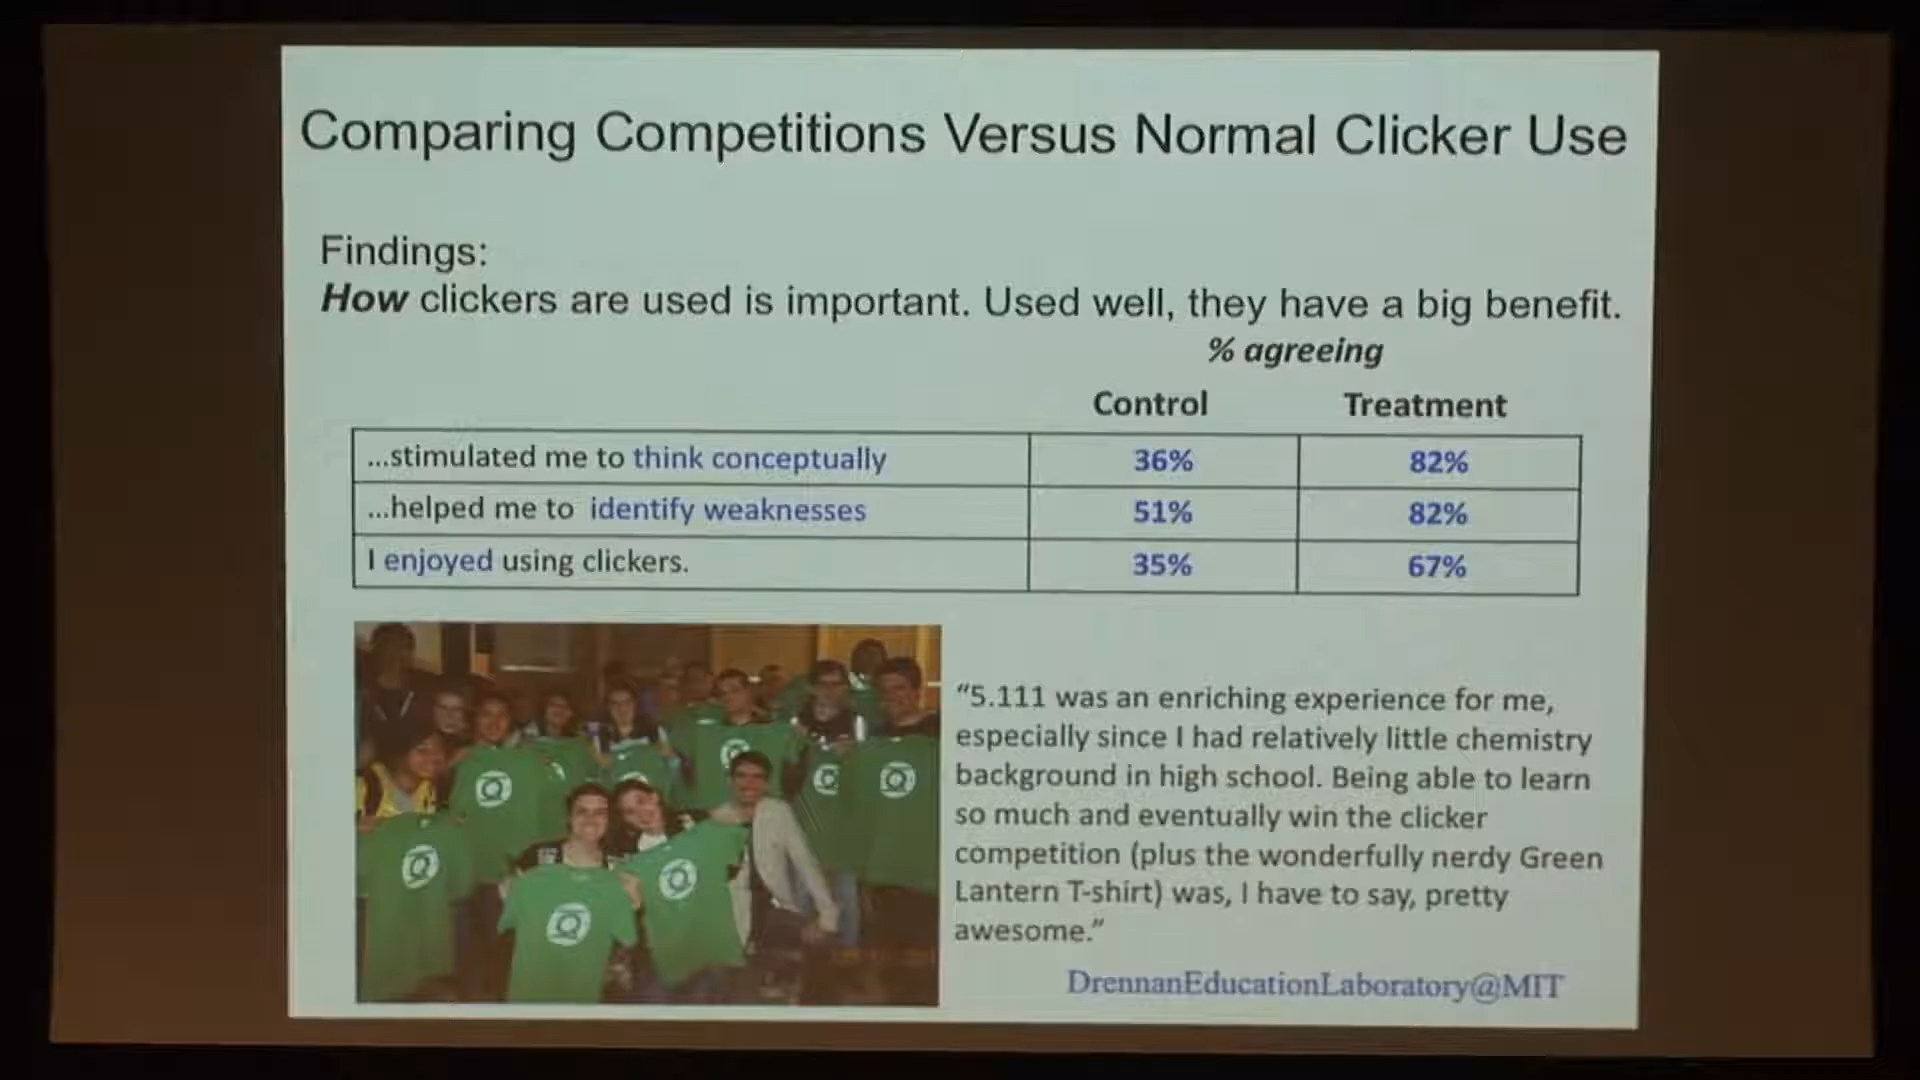 Comparing Competitions Versus Normal Clicker Use
Findings:
How clickers are used is important. Used well, they have a big benefit.
% agreeing
Control Treatment
...stimulated me to think conceptually 36% 82%
...helped me to identify weaknesses 51% 82%
I enjoyed using clickers. 35% 67%
“5.111 was an enriching experience for me,
especially since I had relatively little chemistry
background in high school. Being able to learn
so much and eventually win the clicker
competition (plus the wonderfully nerdy Green
Lantern T-shirt) was, I have to say, pretty
awesome.”
DrennanEducationLaboratory@MIT